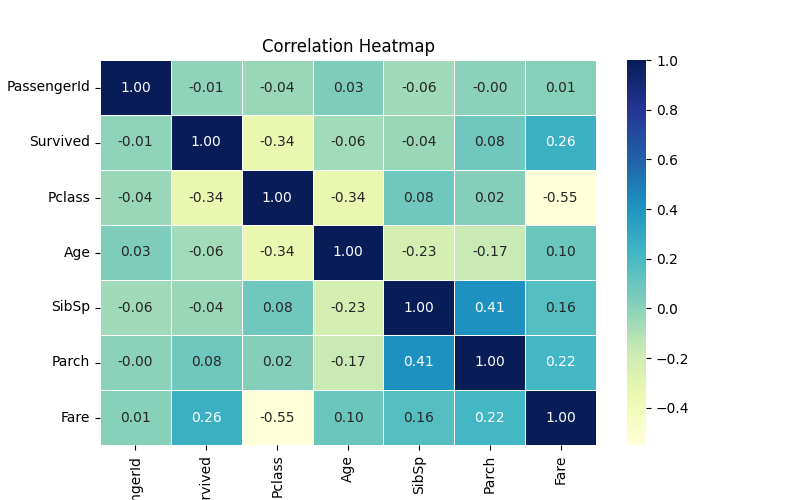 Correlation Heatmap
PassengerId 1.00 -0.01 -0.04 0.03 -0.06 -0.00 0.01
Survived -0.01 1.00 -0.34 -0.06 -0.04 0.08 0.26
Pclass -0.04 -0.34 1.00 -0.34 0.08 0.02 -0.55
Age 0.03 -0.06 -0.34 1.00 -0.23 -0.17 0.10
SibSp -0.06 -0.04 0.08 -0.23 1.00 0.41 0.16
Parch -0.00 0.08 0.02 -0.17 0.41 1.00 0.22
Fare 0.01 0.26 -0.55 0.10 0.16 0.22 1.00
ngerId
rvived
Pclass
Age
SibSp
Parch
Fare
1.0
0.8
0.6
0.4
0.2
0.0
−0.2
−0.4